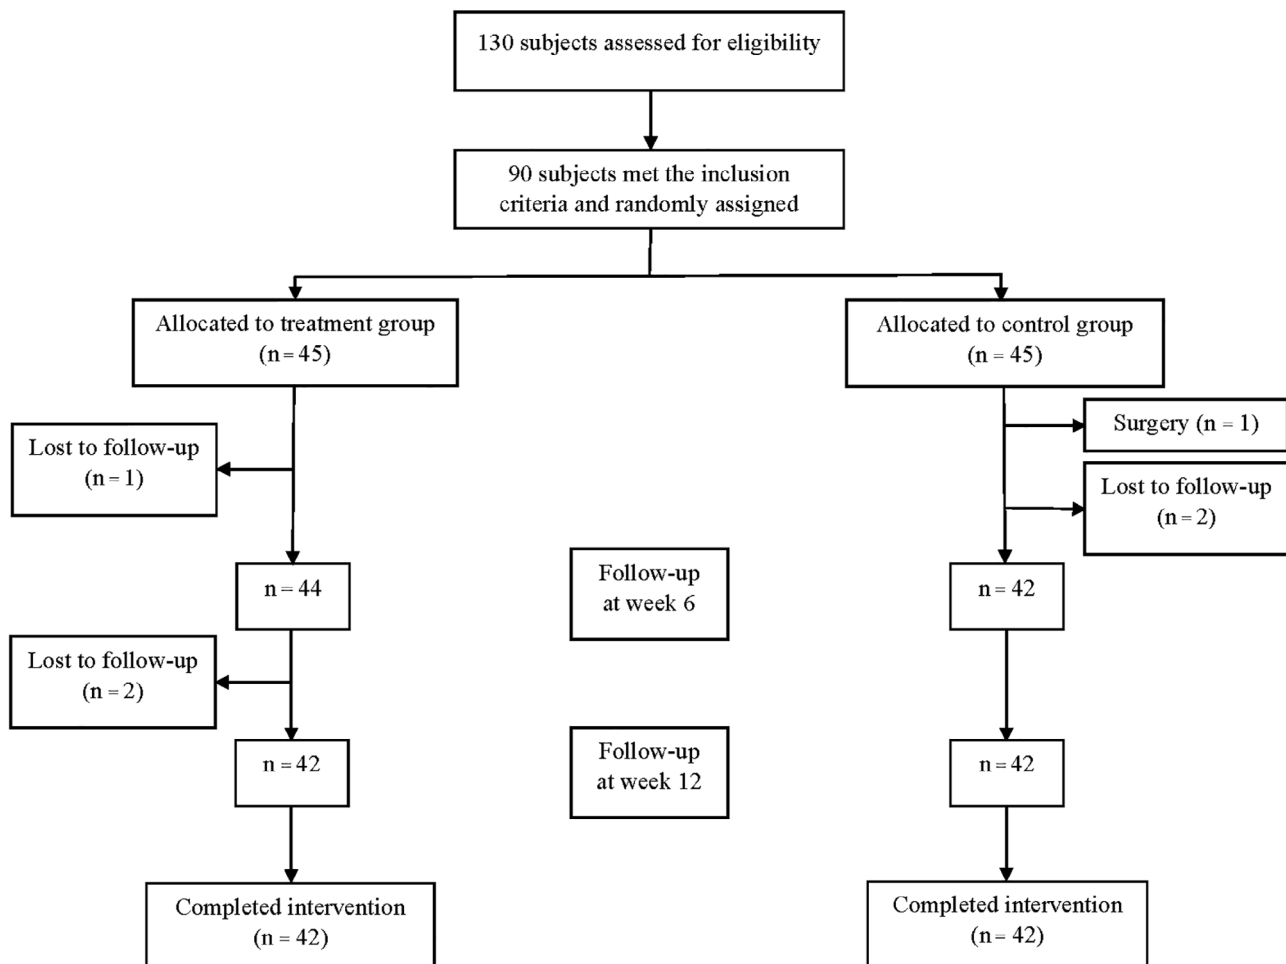 130 subjects assessed for eligibility
90 subjects met the inclusion
criteria and randomly assigned
Allocated to treatment group
(n = 45)
Allocated to control group
(n = 45)
Lost to follow-up
(n = 1)
Surgery (n = 1)
Lost to follow-up
(n = 2)
n = 44
Follow-up
at week 6
n = 42
Lost to follow-up
(n = 2)
n = 42
Follow-up
at week 12
n = 42
Completed intervention
(n = 42)
Completed intervention
(n = 42)